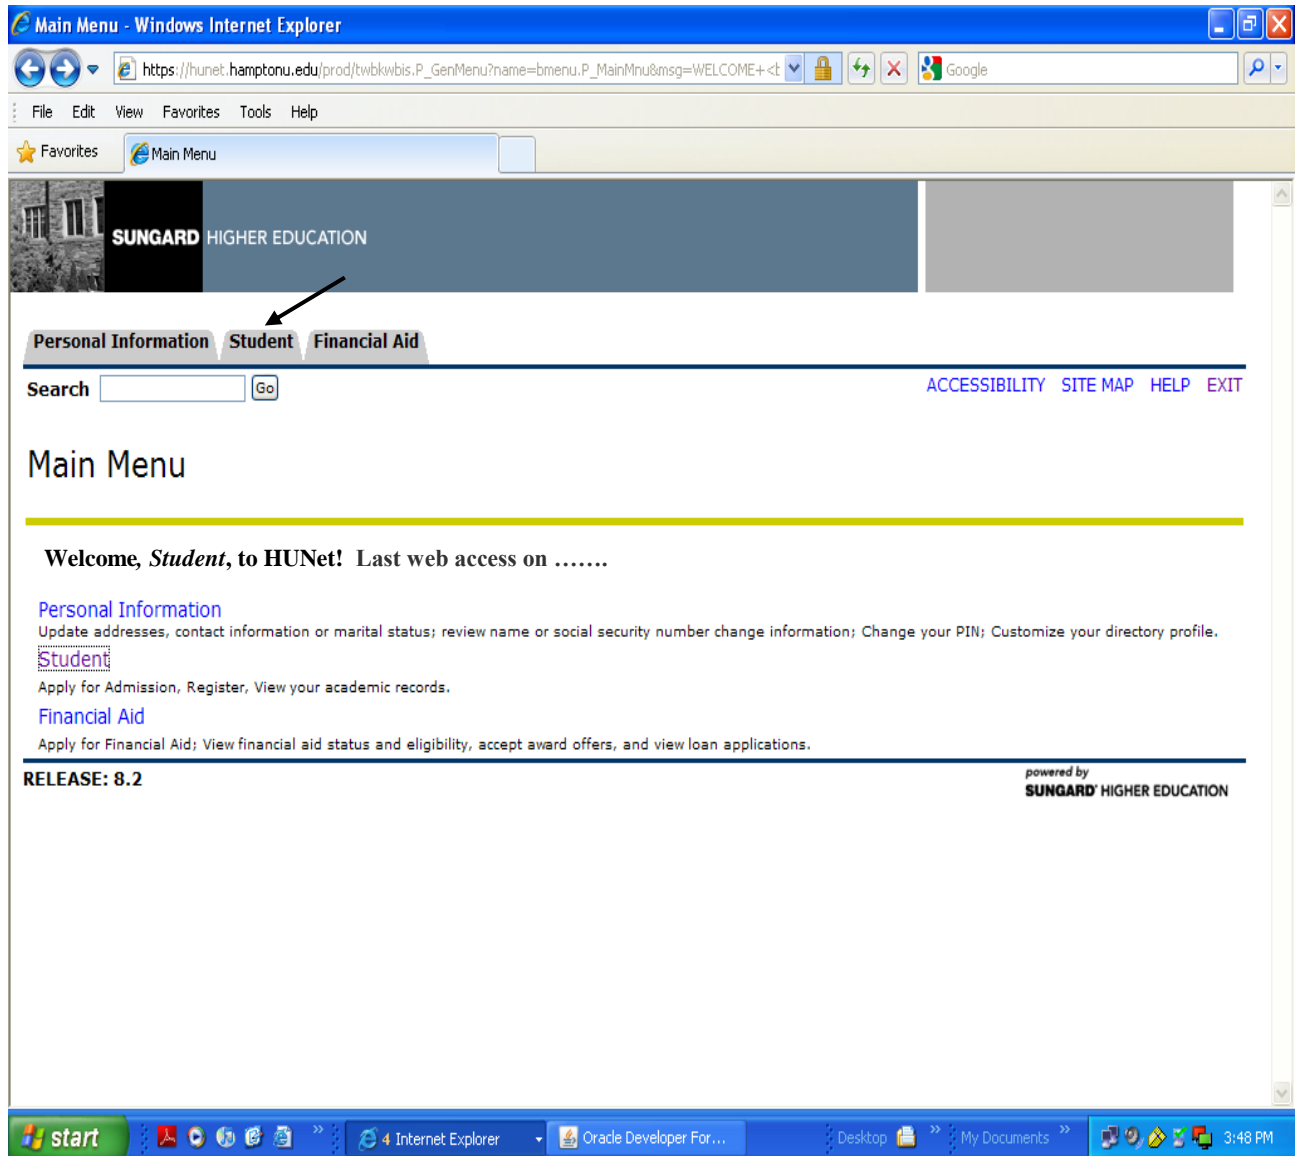 Main Menu - Windows Internet Explorer
https://hunet.hamptonu.edu/prod/twbkwbis.P_GenMenu?name=bmenu.P_MainMnu&msg=WELCOME+<b
Google
File Edit View Favorites Tools Help
Favorites Main Menu
SUNGARD HIGHER EDUCATION
Personal Information Student Financial Aid
Search Go ACCESSIBILITY SITE MAP HELP EXIT
Main Menu
Welcome, Student, to HUNet! Last web access on …….
Personal Information
Update addresses, contact information or marital status; review name or social security number change information; Change your PIN; Customize your directory profile.
Student
Apply for Admission, Register, View your academic records.
Financial Aid
Apply for Financial Aid; View financial aid status and eligibility, accept award offers, and view loan applications.
RELEASE: 8.2
powered by
SUNGARD' HIGHER EDUCATION
start » 4 Internet Explorer Oracle Developer For... Desktop » My Documents » 3:48 PM